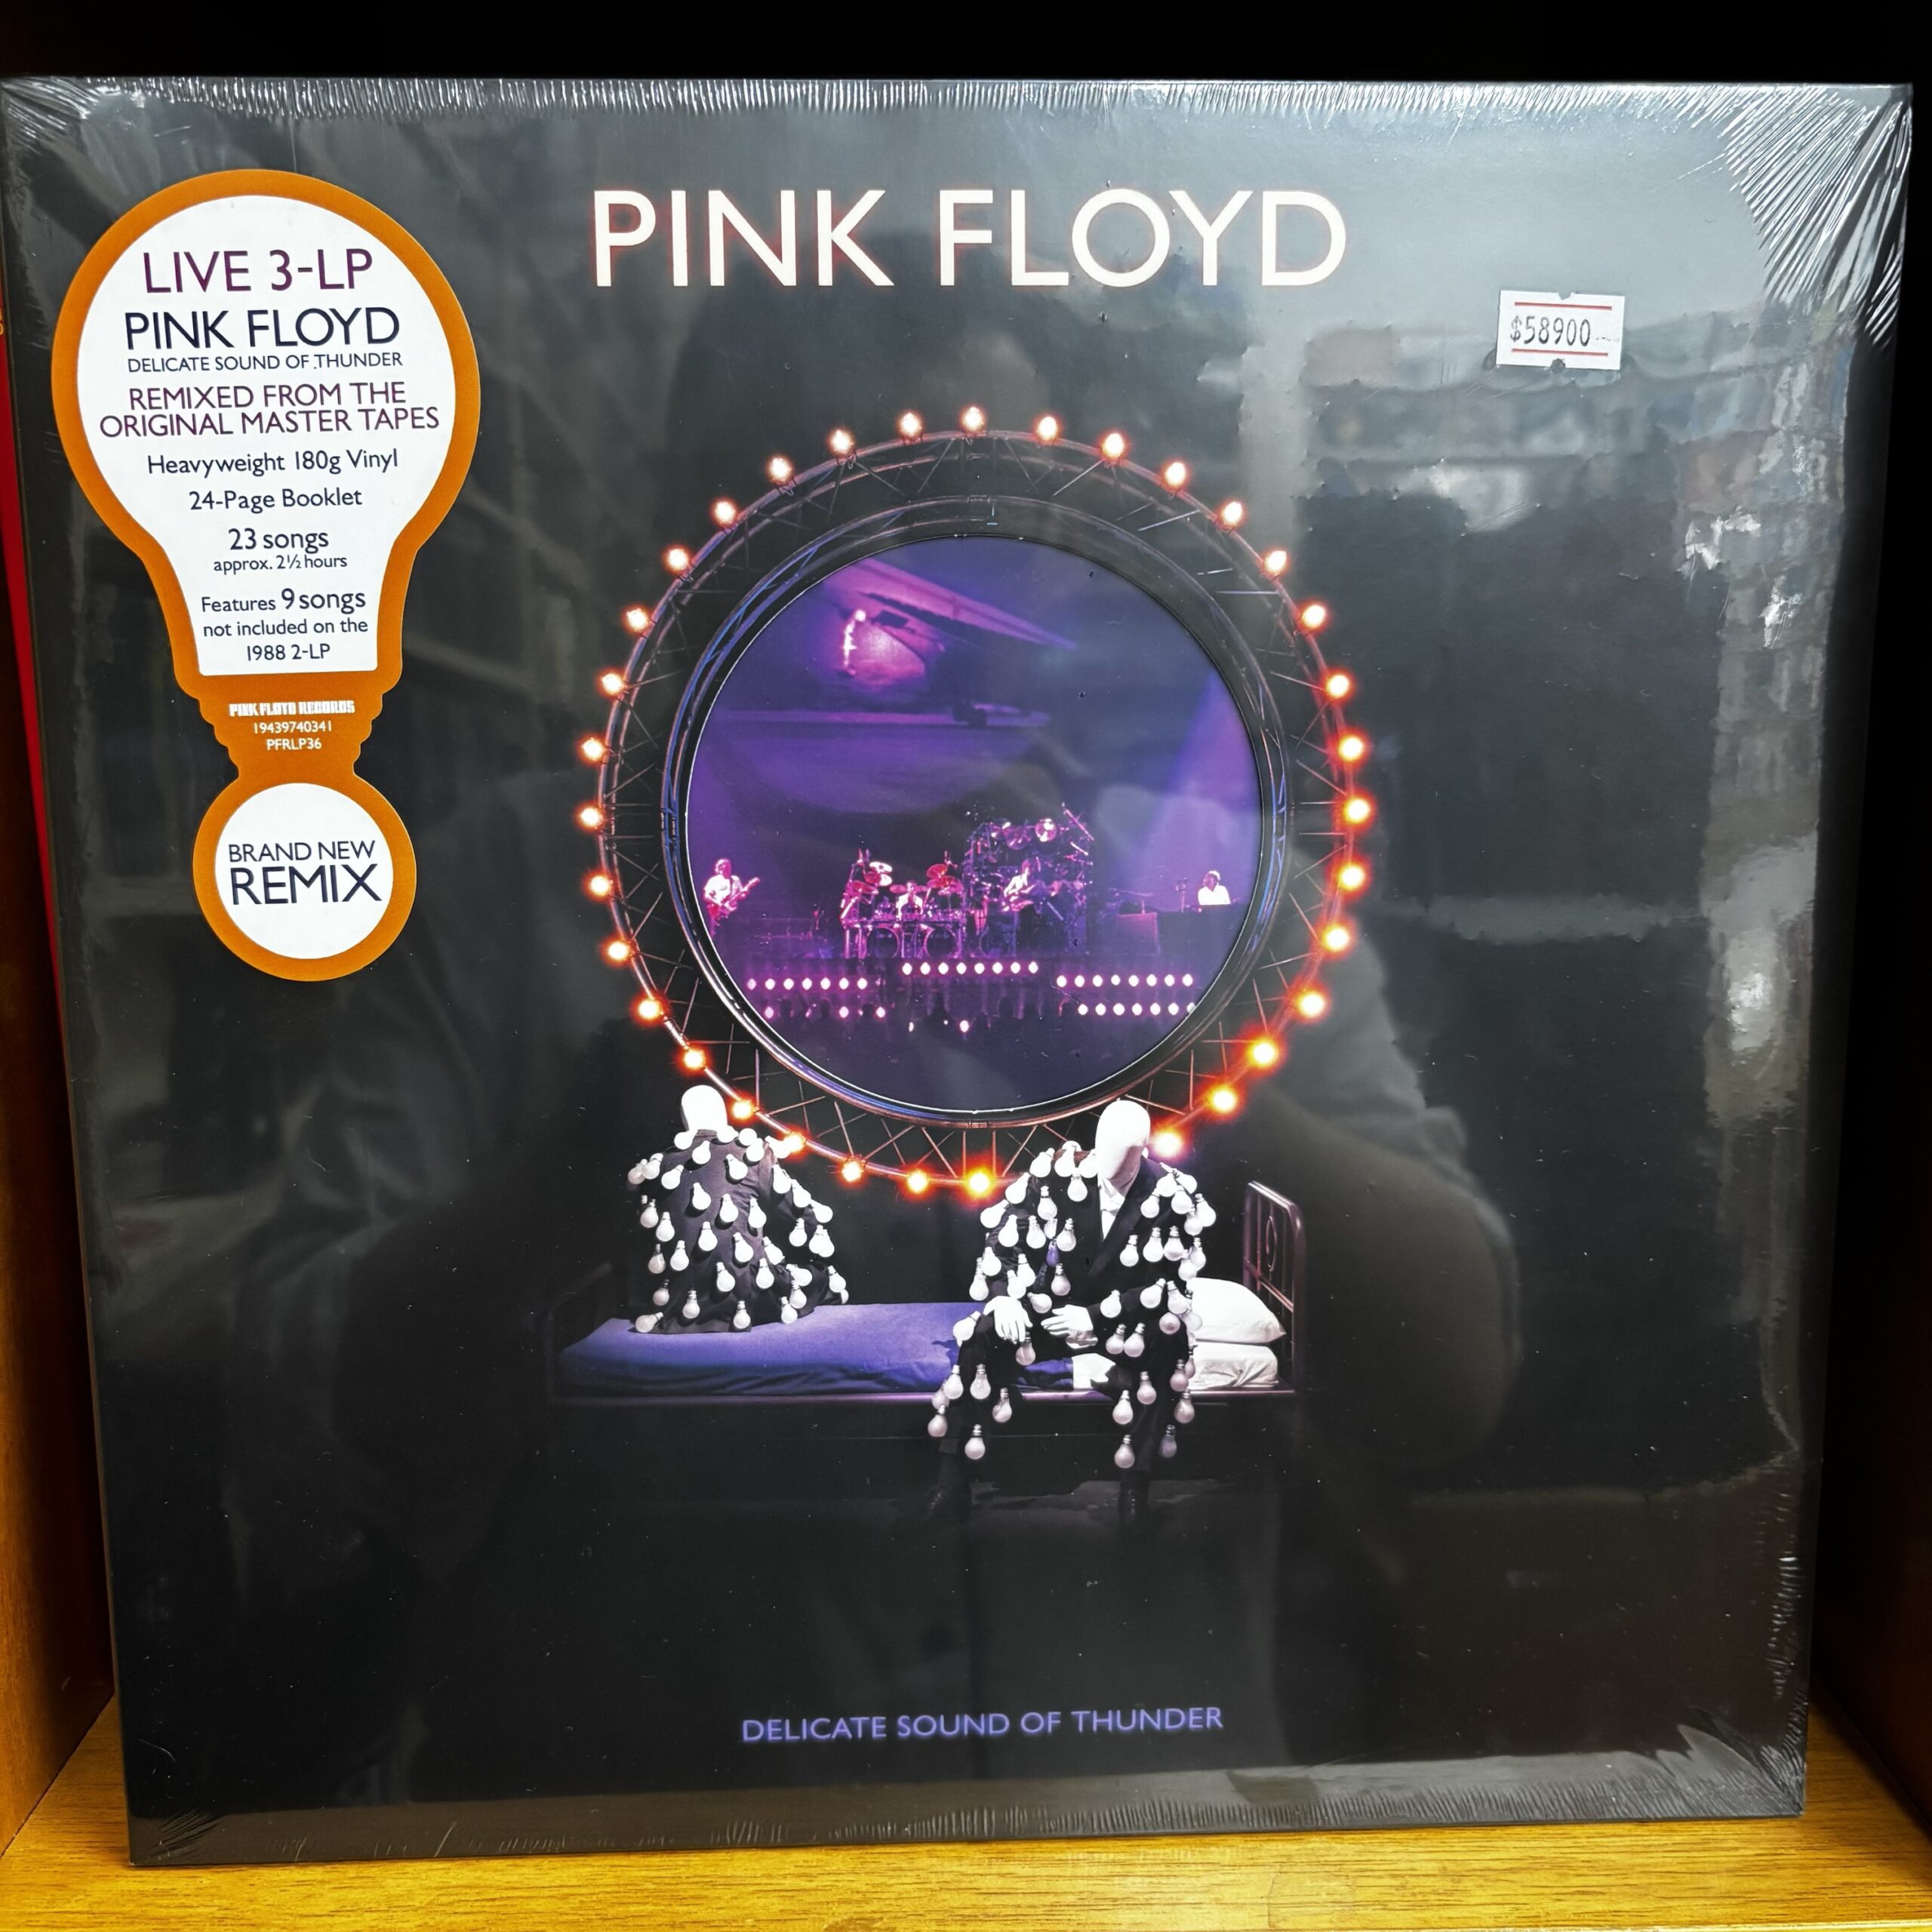 PINK FLOYD
$58900
LIVE 3-LP
PINK FLOYD
DELICATE SOUND OF THUNDER
REMIXED FROM THE
ORIGINAL MASTER TAPES
Heavyweight 180g Vinyl
24-Page Booklet
23 songs
approx. 2½ hours
Features 9 songs
not included on the
1988 2-LP
PINK FLOYD RECORDS
19439740341
PFRLP36
BRAND NEW
REMIX
DELICATE SOUND OF THUNDER